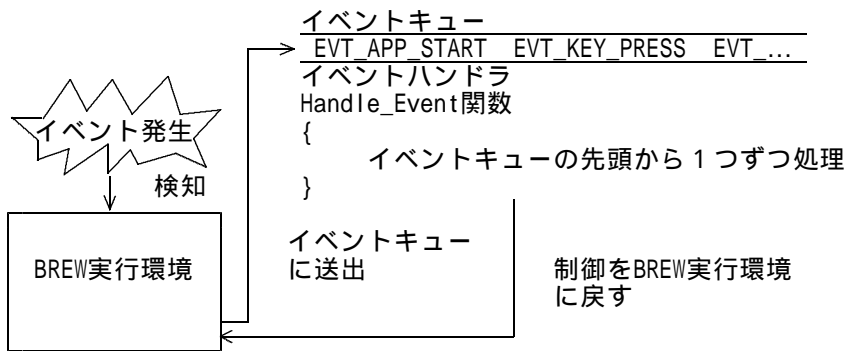 イベントキュー
EVT_APP_START EVT_KEY_PRESS EVT_...
イベントハンドラ
Handle_Event関数
{
イベントキューの先頭から１つずつ処理
}
イベント発生
検知
BREW実行環境
イベントキュー
に送出
制御をBREW実行環境
に戻す